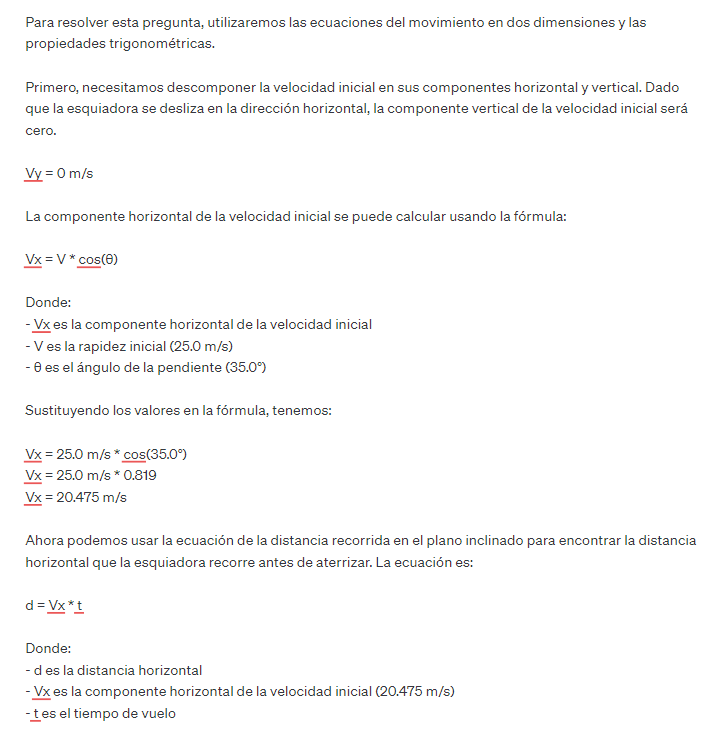 Para resolver esta pregunta, utilizaremos las ecuaciones del movimiento en dos dimensiones y las
propiedades trigonométricas.
Primero, necesitamos descomponer la velocidad inicial en sus componentes horizontal y vertical. Dado
que la esquiadora se desliza en la dirección horizontal, la componente vertical de la velocidad inicial será
cero.
Vy = 0 m/s
La componente horizontal de la velocidad inicial se puede calcular usando la fórmula:
Vx = V * cos(θ)
Donde:
- Vx es la componente horizontal de la velocidad inicial
- V es la rapidez inicial (25.0 m/s)
- θ es el ángulo de la pendiente (35.0°)
Sustituyendo los valores en la fórmula, tenemos:
Vx = 25.0 m/s * cos(35.0°)
Vx = 25.0 m/s * 0.819
Vx = 20.475 m/s
Ahora podemos usar la ecuación de la distancia recorrida en el plano inclinado para encontrar la distancia
horizontal que la esquiadora recorre antes de aterrizar. La ecuación es:
d = Vx * t
Donde:
- d es la distancia horizontal
- Vx es la componente horizontal de la velocidad inicial (20.475 m/s)
- t es el tiempo de vuelo